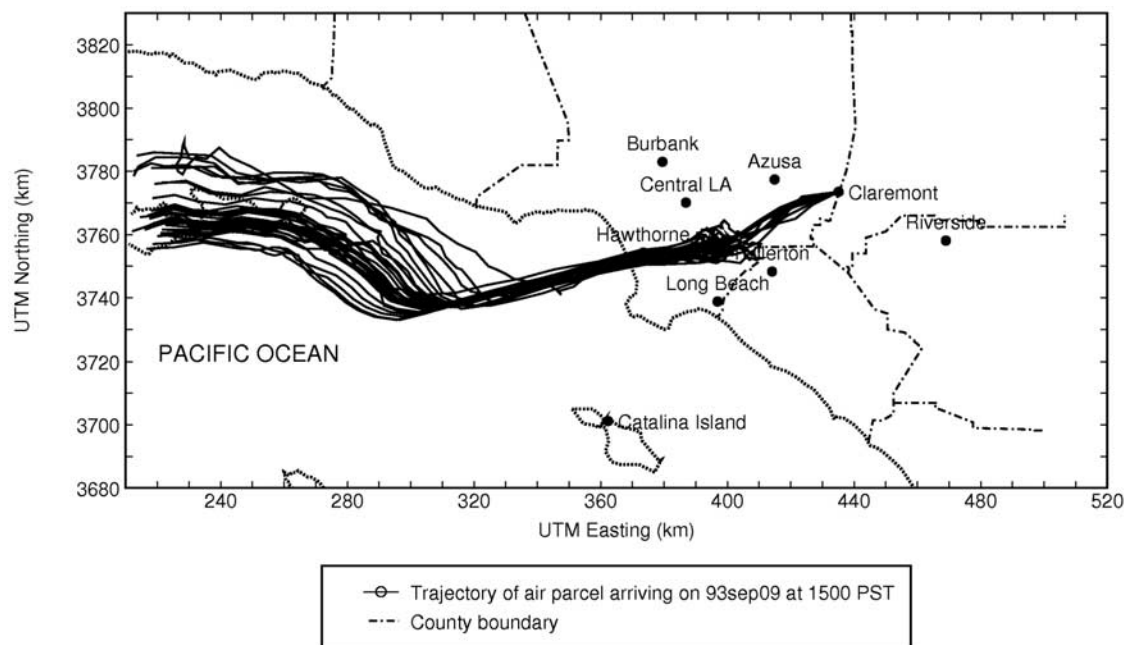 UTM Northing (km)
3820
3800
3780
3760
3740
3720
3700
3680
Burbank
Azusa
Central LA
Claremont
Riverside
Hawthorne
Fullerton
Long Beach
PACIFIC OCEAN
Catalina Island
240 280 320 360 400 440 480 520
UTM Easting (km)
Trajectory of air parcel arriving on 93sep09 at 1500 PST
County boundary